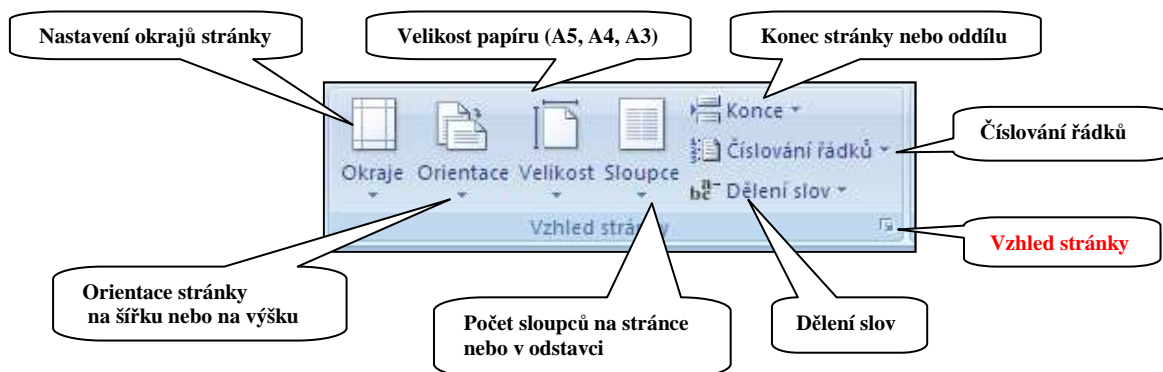 Nastavení okrajů stránky
Velikost papíru (A5, A4, A3)
Konec stránky nebo oddílu
Konce
Číslování řádků
Číslování řádků
Okraje Orientace Velikost Sloupce
Dělení slov
Vzhled stránky
Vzhled stránky
Orientace stránky
na šířku nebo na výšku
Počet sloupců na stránce
nebo v odstavci
Dělení slov